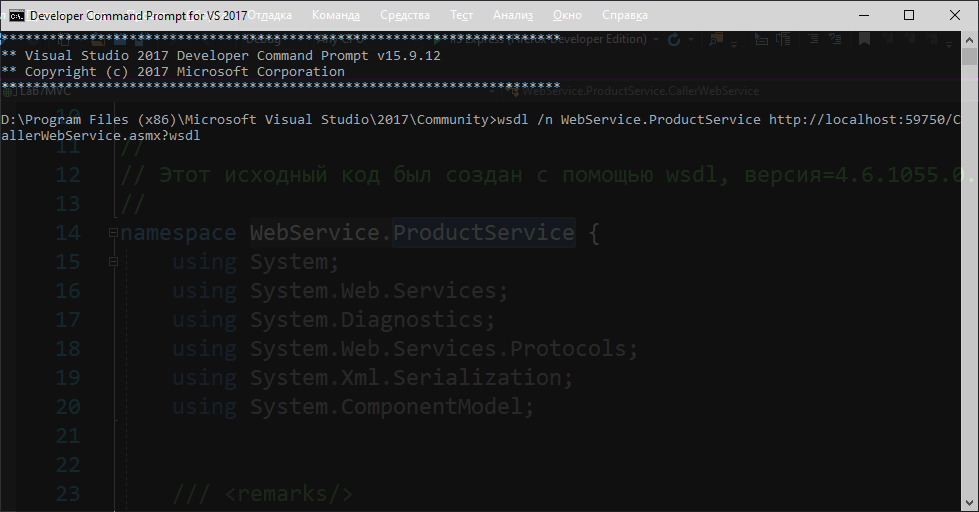 Developer Command Prompt for VS 2017
Отладка Команда Средства Тест Анализ Окно Справка
Developer Edition)
**********************************************************************
** Visual Studio 2017 Developer Command Prompt v15.9.12
** Copyright (c) 2017 Microsoft Corporation
**********************************************************************
Lab7MVC WebService.ProductService.CallerWebService
D:\Program Files (x86)\Microsoft Visual Studio\2017\Community>wsdl /n WebService.ProductService http://localhost:59750/C
allerWebService.asmx?wsdl
11 //
12 // Этот исходный код был создан с помощью wsdl, версия=4.6.1055.0.
13 //
14 namespace WebService.ProductService {
15 using System;
16 using System.Web.Services;
17 using System.Diagnostics;
18 using System.Web.Services.Protocols;
19 using System.Xml.Serialization;
20 using System.ComponentModel;
21
22
23 /// <remarks/>